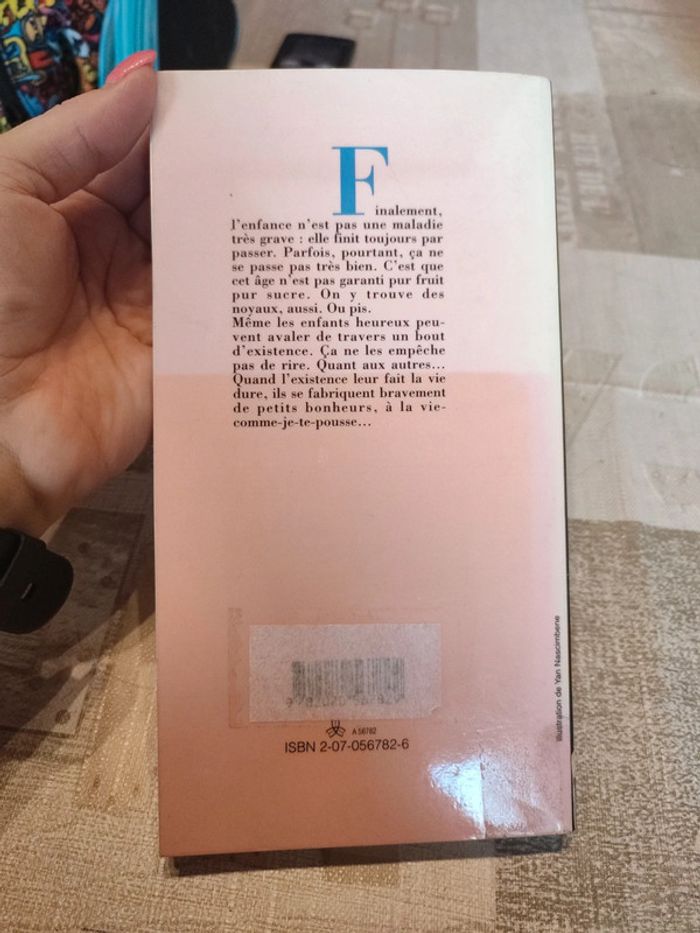 Finalement,
l'enfance n'est pas une maladie
très grave : elle finit toujours par
passer. Parfois, pourtant, ça ne
se passe pas très bien. C'est que
cet âge n'est pas garanti pur fruit
pur sucre. On y trouve des
noyaux, aussi. Ou pis.
Même les enfants heureux peu-
vent avaler de travers un bout
d'existence. Ça ne les empêche
pas de rire. Quant aux autres...
Quand l'existence leur fait la vie
dure, ils se fabriquent bravement
de petits bonheurs, à la vie-
comme-je-te-pousse...
A 56782
ISBN 2-07-056782-6
Illustration de Yan Nascimbene